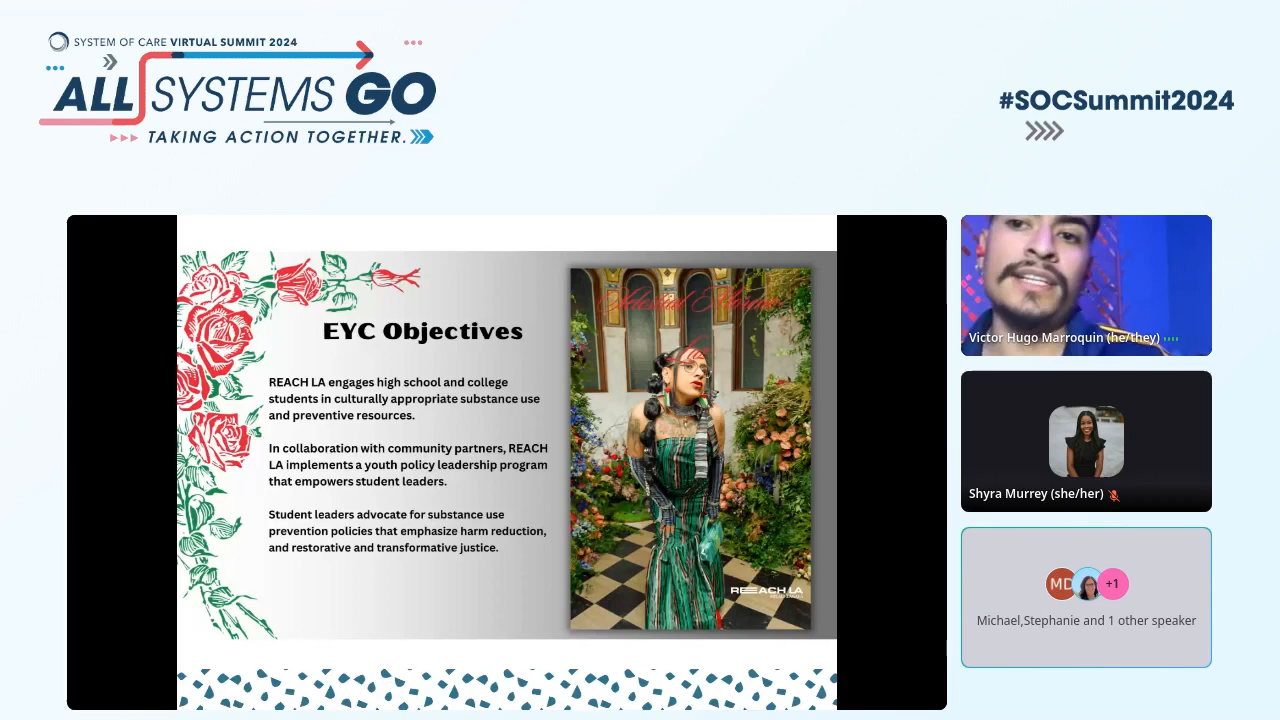 SYSTEM OF CARE VIRTUAL SUMMIT 2024
ALL SYSTEMS GO
TAKING ACTION TOGETHER.
#SOCSummit2024
EYC Objectives
REACH LA engages high school and college
students in culturally appropriate substance use
and preventive resources.
In collaboration with community partners, REACH
LA implements a youth policy leadership program
that empowers student leaders.
Student leaders advocate for substance use
prevention policies that emphasize harm reduction,
and restorative and transformative justice.
REACH LA
Victor Hugo Marroquin (he/they)
Shyra Murrey (she/her)
MD
+1
Michael,Stephanie and 1 other speaker